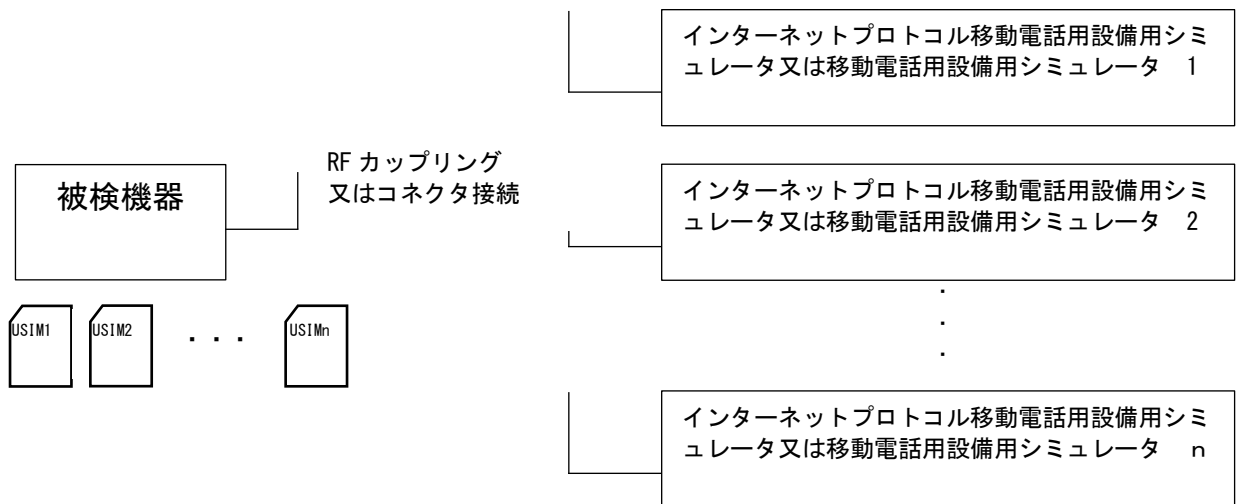 インターネットプロトコル移動電話用設備用シミ
ュレータ又は移動電話用設備用シミュレータ　1
RF カップリング
又はコネクタ接続
被検機器
インターネットプロトコル移動電話用設備用シミ
ュレータ又は移動電話用設備用シミュレータ　2
USIM1
USIM2
・・・
USIMn
・
・
・
インターネットプロトコル移動電話用設備用シミ
ュレータ又は移動電話用設備用シミュレータ　ｎ